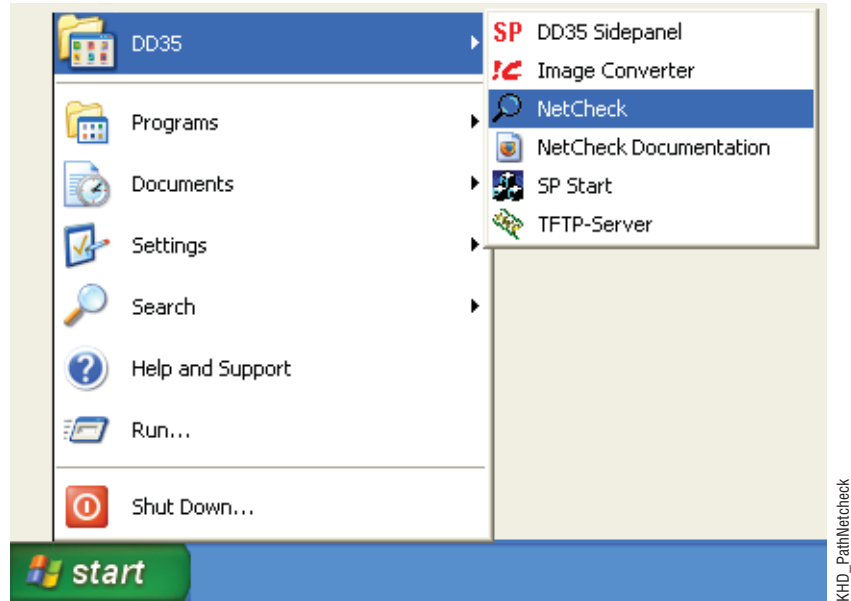 DD35
Programs
Documents
Settings
Search
Help and Support
Run...
Shut Down...
start
SP DD35 Sidepanel
IC Image Converter
NetCheck
NetCheck Documentation
SP Start
TFTP-Server
KHD_PathNetcheck